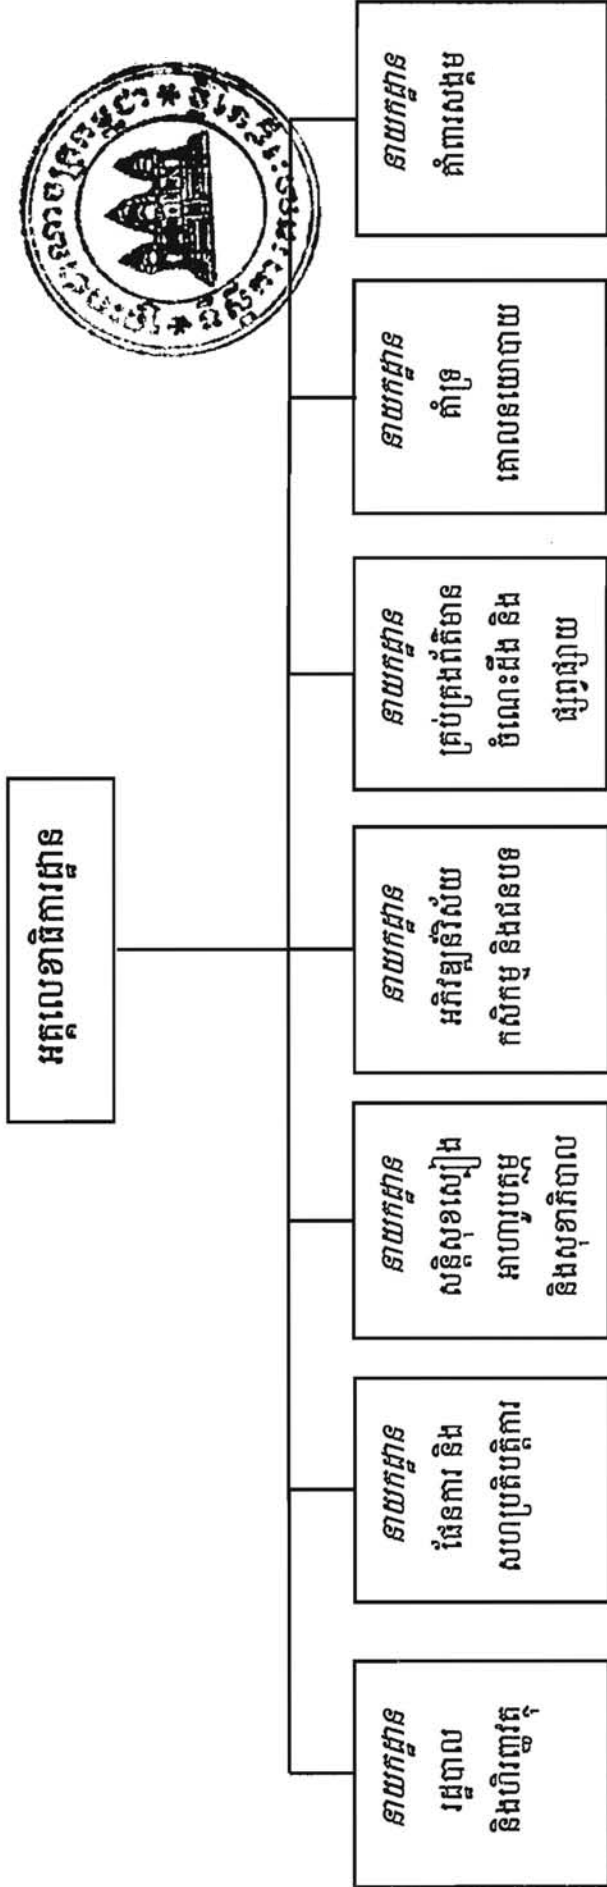 អគ្គលេខាធិការដ្ឋាន
នាយកដ្ឋាន
រដ្ឋបាល
និងហិរញ្ញវត្ថុ
នាយកដ្ឋាន
ផែនការ និង
សហប្រតិបត្តិការ
នាយកដ្ឋាន
សន្តិសុខស្បៀង
អាហារូបត្ថម្ភ
និងសុខាភិបាល
នាយកដ្ឋាន
អភិវឌ្ឍន៍វិស័យ
កសិកម្ម និងជនបទ
នាយកដ្ឋាន
គ្រប់គ្រងព័ត៌មាន
ចំណេះដឹង និង
ផ្សព្វផ្សាយ
នាយកដ្ឋាន
គាំទ្រ
គោលនយោបាយ
នាយកដ្ឋាន
គាំពារសង្គម